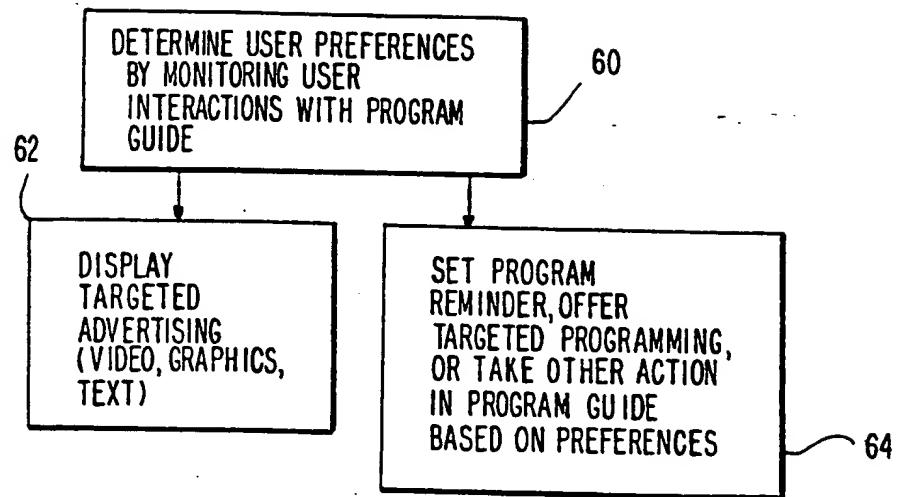 DETERMINE USER PREFERENCES
BY MONITORING USER
INTERACTIONS WITH PROGRAM
GUIDE
60
62
DISPLAY
TARGETED
ADVERTISING
(VIDEO, GRAPHICS,
TEXT)
SET PROGRAM
REMINDER, OFFER
TARGETED PROGRAMMING,
OR TAKE OTHER ACTION
IN PROGRAM GUIDE
BASED ON PREFERENCES
64